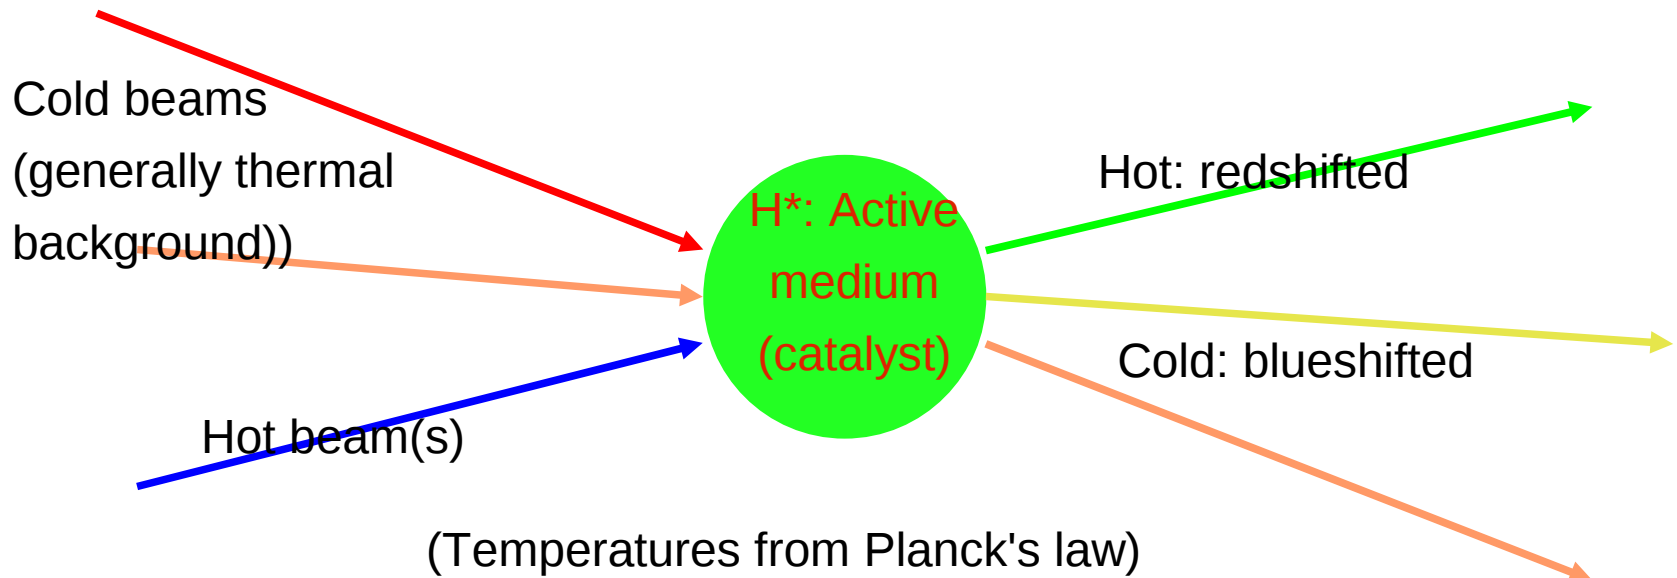 Cold beams
(generally thermal
background))
Hot: redshifted
H*: Active
medium
(catalyst)
Cold: blueshifted
Hot beam(s)
(Temperatures from Planck's law)